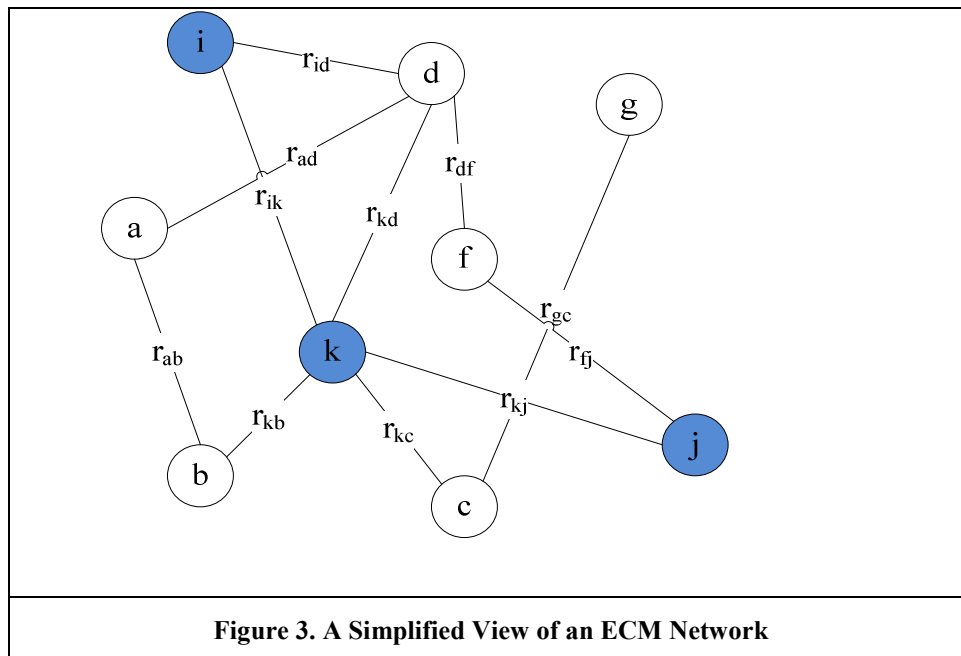 i
r_id
d
g
r_ad
r_df
r_ik
r_kd
a
f
r_gc
r_ab
k
r_fj
r_kb
r_kc
r_kj
j
b
c
Figure 3. A Simplified View of an ECM Network